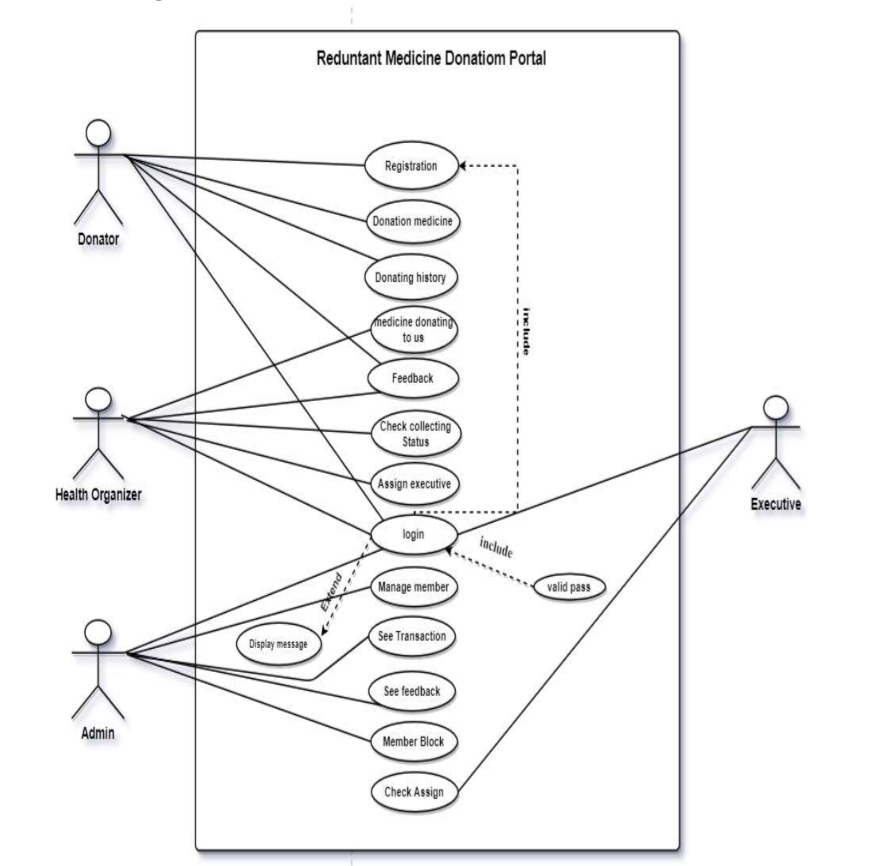 Reduntant Medicine Donatiom Portal
Registration
Donator
Donation medicine
Donating history
medicine donating
to us
include
Feedback
Check collecting
Status
Health Organizer
Assign executive
Executive
login
include
Extend
Manage member
valid pass
Display message
See Transaction
See feedback
Admin
Member Block
Check Assign